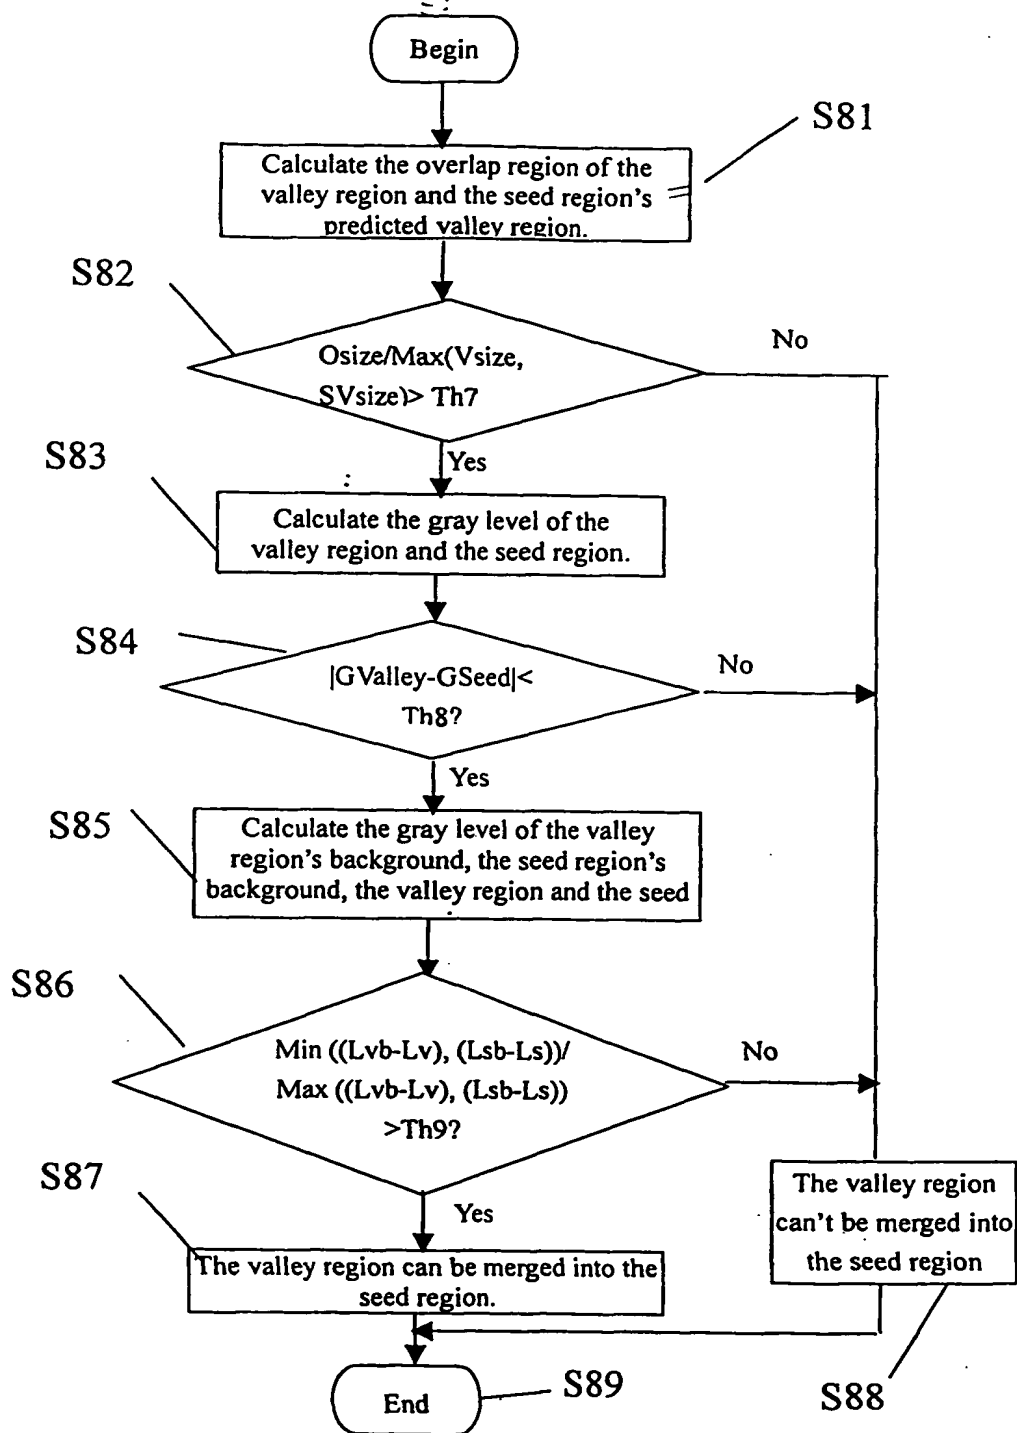 Begin
S81
Calculate the overlap region of the
valley region and the seed region's
predicted valley region.
S82
No
Osize/Max(Vsize,
SVsize)> Th7
S83
Yes
Calculate the gray level of the
valley region and the seed region.
S84
No
|GValley-GSeed|<
Th8?
Yes
S85
Calculate the gray level of the valley
region's background, the seed region's
background, the valley region and the seed
S86
No
Min ((Lvb-Lv), (Lsb-Ls))/
Max ((Lvb-Lv), (Lsb-Ls))
>Th9?
S87
Yes
The valley region
can't be merged into
the seed region
The valley region can be merged into the
seed region.
S89
S88
End